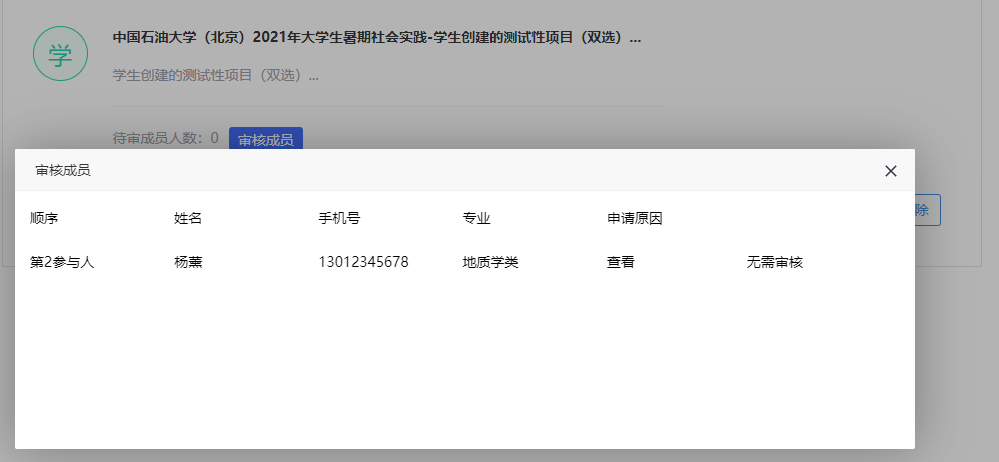 学
中国石油大学（北京）2021年大学生暑期社会实践-学生创建的测试性项目（双选）...
学生创建的测试性项目（双选）...
待审成员人数：0 审核成员
审核成员
除
顺序 姓名 手机号 专业 申请原因
第2参与人 杨薰 13012345678 地质学类 查看 无需审核